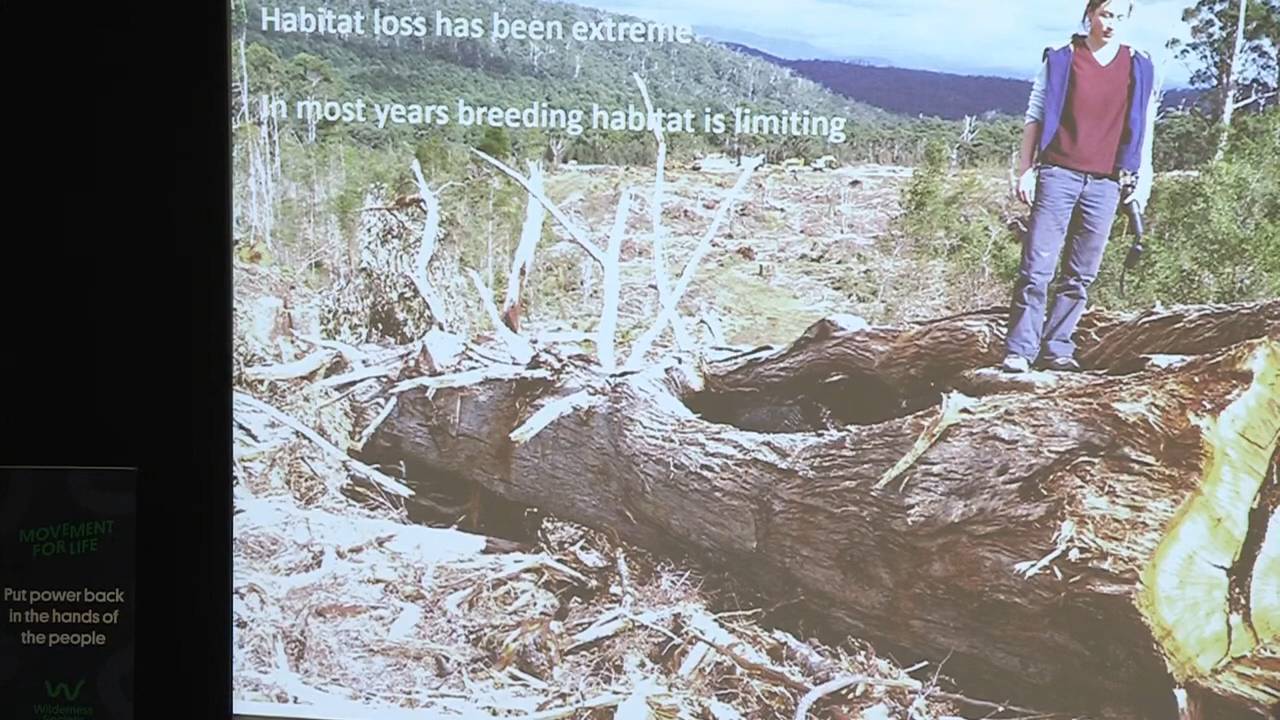 Habitat loss has been extreme
In most years breeding habitat is limiting
MOVEMENT
FOR LIFE
Put power back
in the hands of
the people
Wilderness